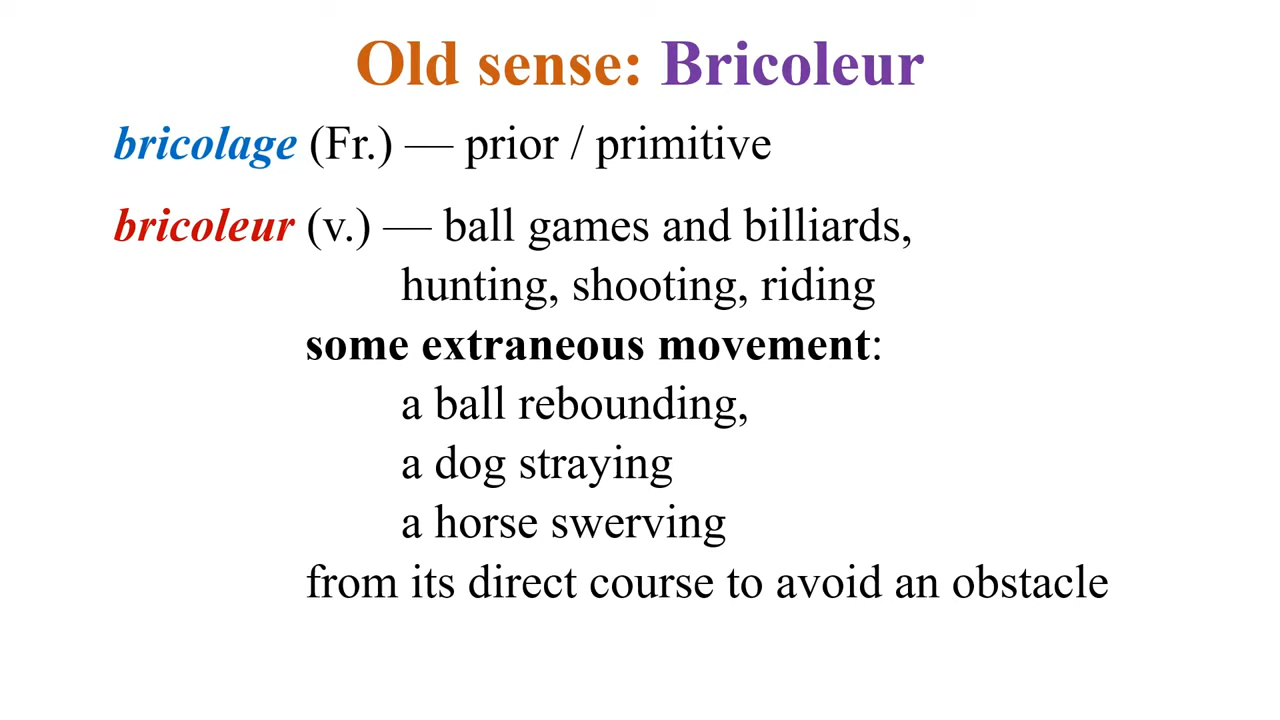 Old sense: Bricoleur
bricolage (Fr.) — prior / primitive
bricoleur (v.) — ball games and billiards,
hunting, shooting, riding
some extraneous movement:
a ball rebounding,
a dog straying
a horse swerving
from its direct course to avoid an obstacle